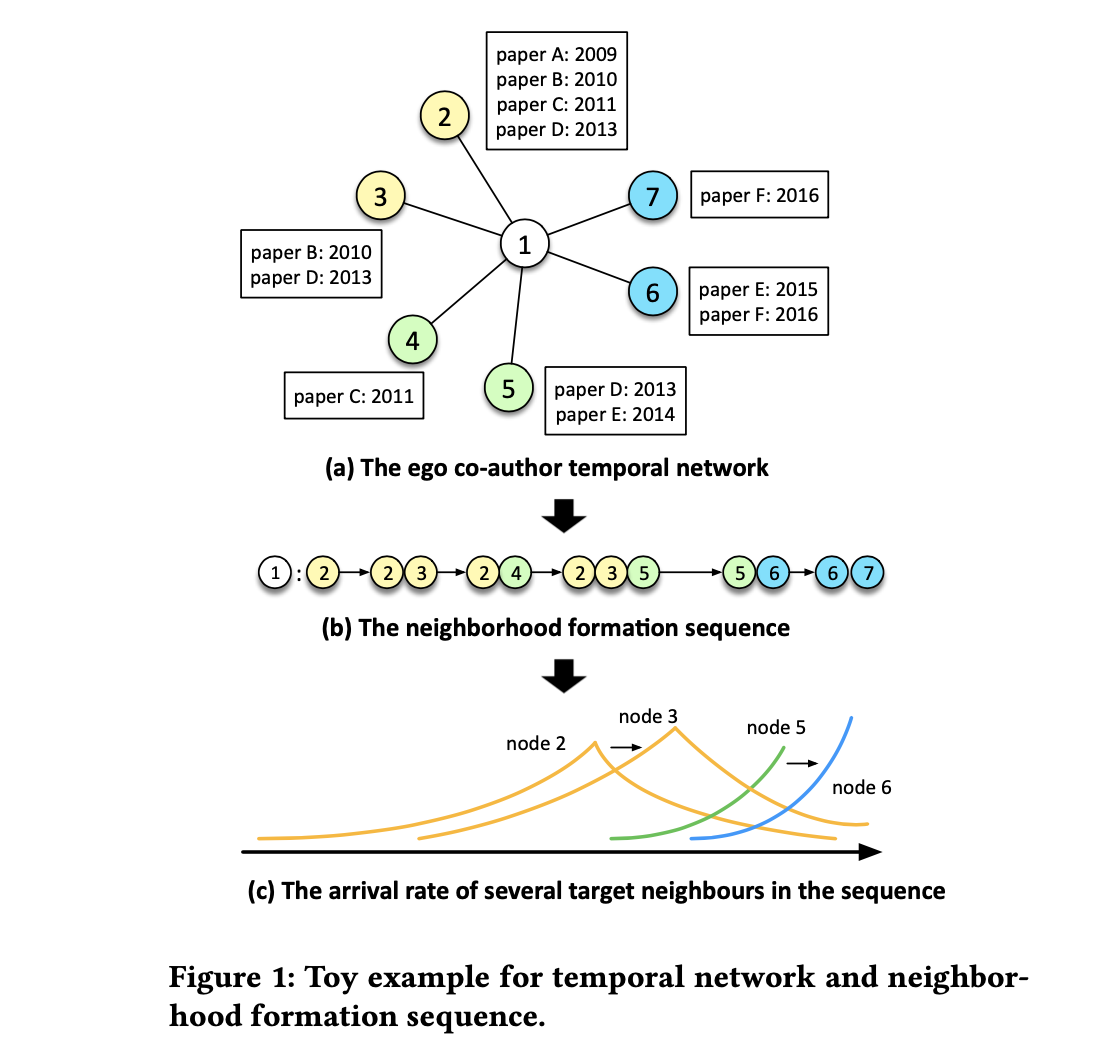 paper A: 2009
paper B: 2010
paper C: 2011
paper D: 2013
2
3
7
paper F: 2016
1
paper B: 2010
paper D: 2013
6
paper E: 2015
paper F: 2016
4
paper C: 2011
5
paper D: 2013
paper E: 2014
(a) The ego co-author temporal network
1 : 2 2 3 2 4 2 3 5 5 6 6 7
(b) The neighborhood formation sequence
node 3
node 2
node 5
node 6
(c) The arrival rate of several target neighbours in the sequence
Figure 1: Toy example for temporal network and neighbor-
hood formation sequence.